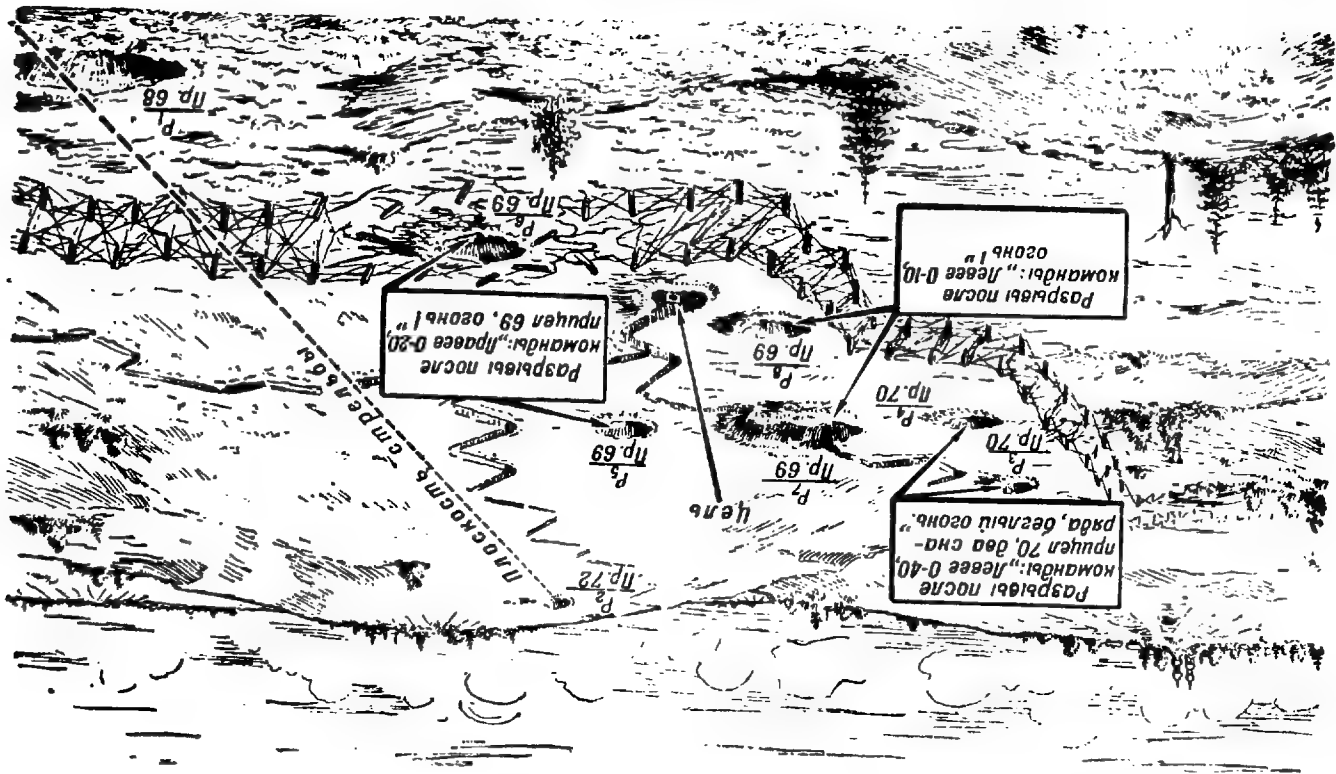 Р₂
Пр. 72
Разрывы после
команды: „Левее 0-40,
прицел 70, два сна-
ряда, беглый огонь.“
Цель
Плоскость стрельбы
Р₇
Пр. 69
Р₅
Пр. 69
Р₃
Пр. 70
Р₄
Пр. 70
Разрывы после
команды: „Правее 0-20,
прицел 69, огонь!“
Р₈
Пр. 69
Разрывы после
команды: „Левее 0-10,
огонь!“
Р₆
Пр. 69
Р₁
Пр. 68